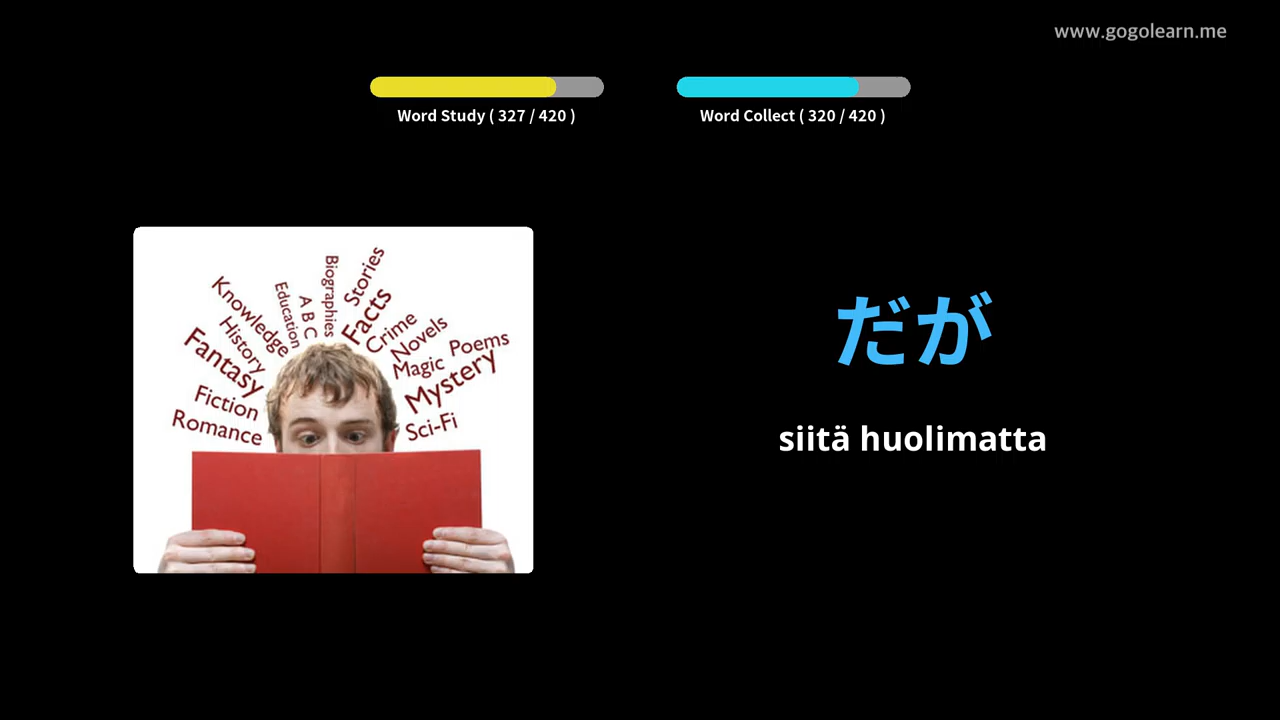 www.gogolearn.me
Word Study ( 327 / 420 )
Word Collect ( 320 / 420 )
Knowledge
History
Fantasy
Fiction
Romance
Education
A B C
Biographies
Stories
Facts
Crime
Novels
Magic
Poems
Mystery
Sci-Fi
だが
siitä huolimatta